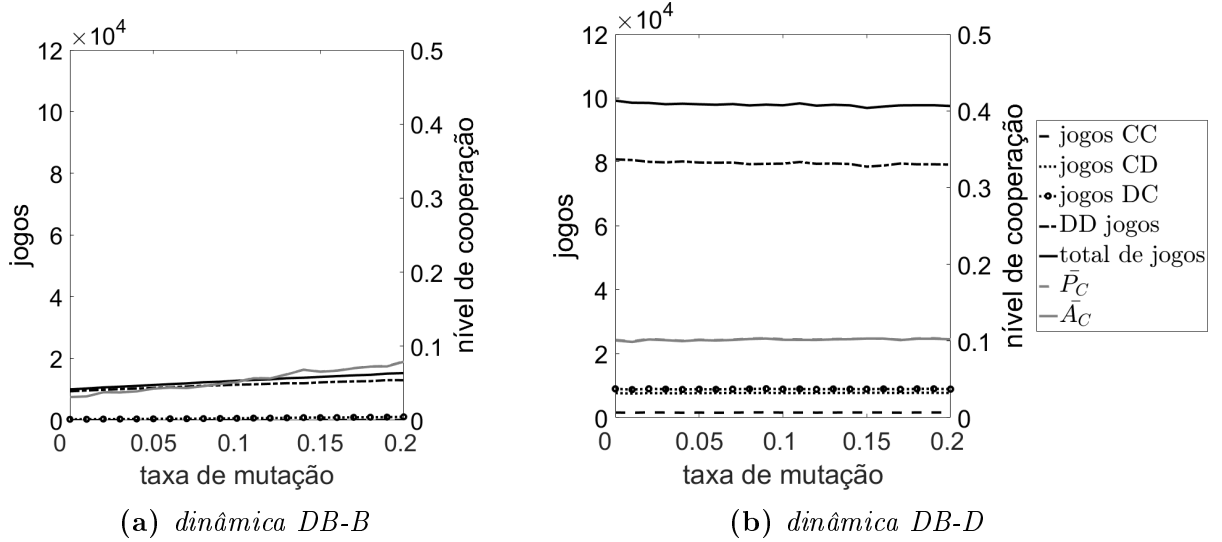 ×10⁴
12
10
8
6
4
2
0
jogos
0.5
0.4
0.3
0.2
0.1
0
nível de cooperação
0 0.05 0.1 0.15 0.2
taxa de mutação
(a) dinâmica DB-B
×10⁴
12
10
8
6
4
2
0
jogos
0.5
0.4
0.3
0.2
0.1
0
nível de cooperação
0 0.05 0.1 0.15 0.2
taxa de mutação
(b) dinâmica DB-D
jogos CC
jogos CD
jogos DC
DD jogos
total de jogos
P̄_C
Ā_C